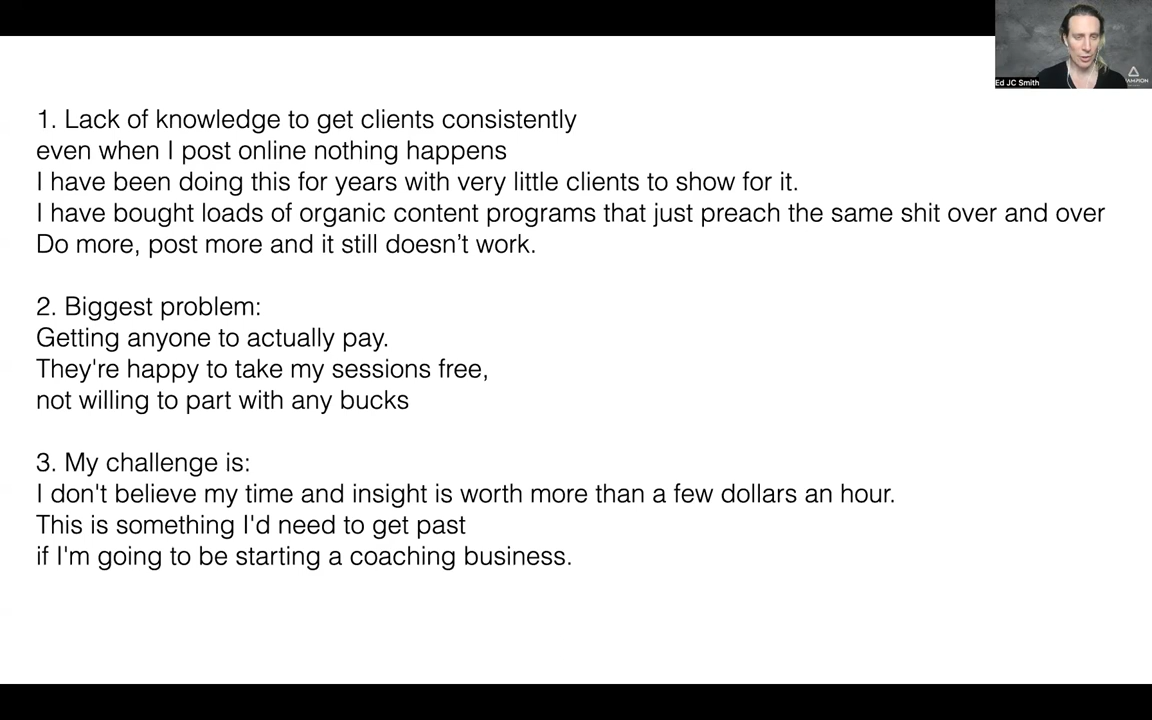 Ed JC Smith
1. Lack of knowledge to get clients consistently
even when I post online nothing happens
I have been doing this for years with very little clients to show for it.
I have bought loads of organic content programs that just preach the same shit over and over
Do more, post more and it still doesn’t work.
2. Biggest problem:
Getting anyone to actually pay.
They're happy to take my sessions free,
not willing to part with any bucks
3. My challenge is:
I don't believe my time and insight is worth more than a few dollars an hour.
This is something I'd need to get past
if I'm going to be starting a coaching business.